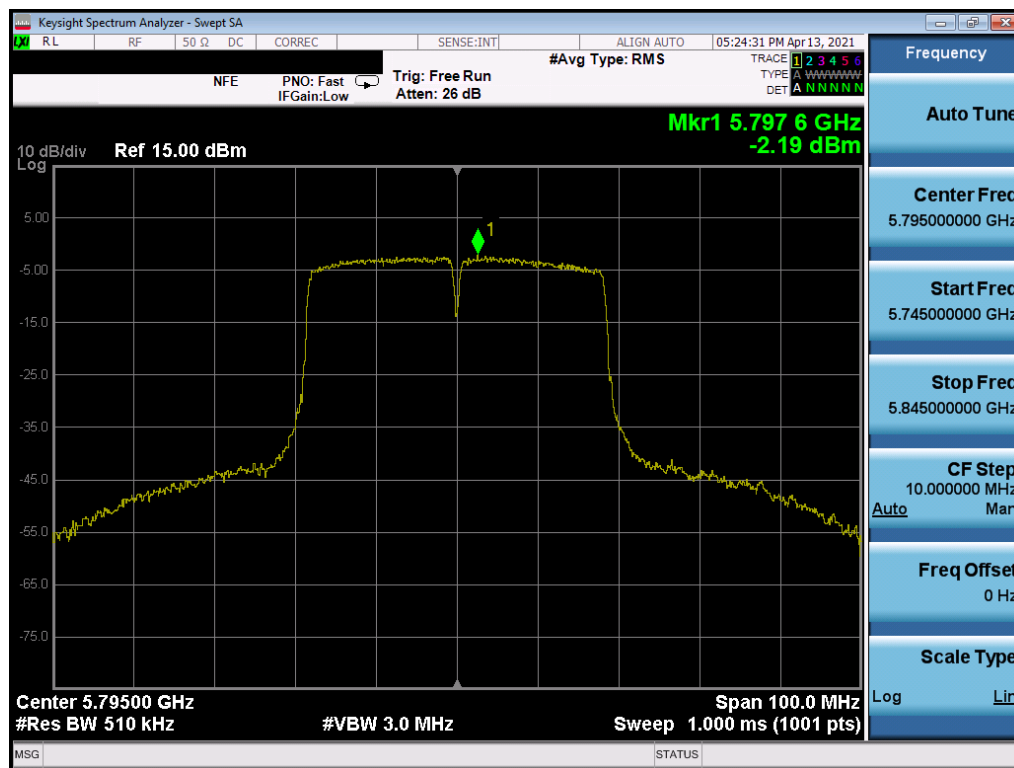 Keysight Spectrum Analyzer - Swept SA
LXI RL RF 50 Ω DC CORREC SENSE:INT ALIGN AUTO 05:24:31 PM Apr 13, 2021
#Avg Type: RMS
NFE PNO: Fast IFGain:Low
Trig: Free Run
Atten: 26 dB
TRACE 1 2 3 4 5 6
TYPE A WWWWW
DET A N N N N N
Mkr1 5.797 6 GHz
-2.19 dBm
10 dB/div Ref 15.00 dBm
Log
5.00
-5.00
-15.0
-25.0
-35.0
-45.0
-55.0
-65.0
-75.0
1
Center 5.79500 GHz Span 100.0 MHz
#Res BW 510 kHz #VBW 3.0 MHz Sweep 1.000 ms (1001 pts)
MSG STATUS
Frequency
Auto Tune
Center Freq
5.795000000 GHz
Start Freq
5.745000000 GHz
Stop Freq
5.845000000 GHz
CF Step
10.000000 MHz
Auto Man
Freq Offset
0 Hz
Scale Type
Log Lin